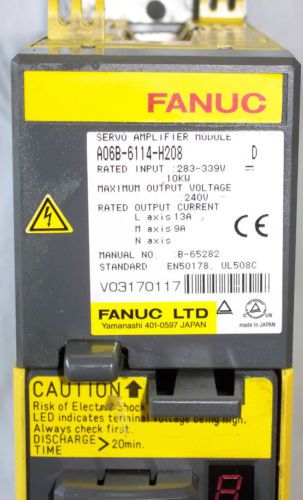 FANUC
SERVO AMPLIFIER MODULE
A06B-6114-H208 D
RATED INPUT :283-339V
10KW
MAXIMUM OUTPUT VOLTAGE
240V
RATED OUTPUT CURRENT
L axis 13A
M axis 9A
N axis
MANUAL NO. B-65282
STANDARD EN50178, UL508C
V03170117
FANUC LTD
Yamanashi 401-0597 JAPAN
CE
made in JAPAN
CAUTION
Risk of Electric Shock
LED indicates terminal voltage being high.
Always check first.
DISCHARGE TIME > 20min.